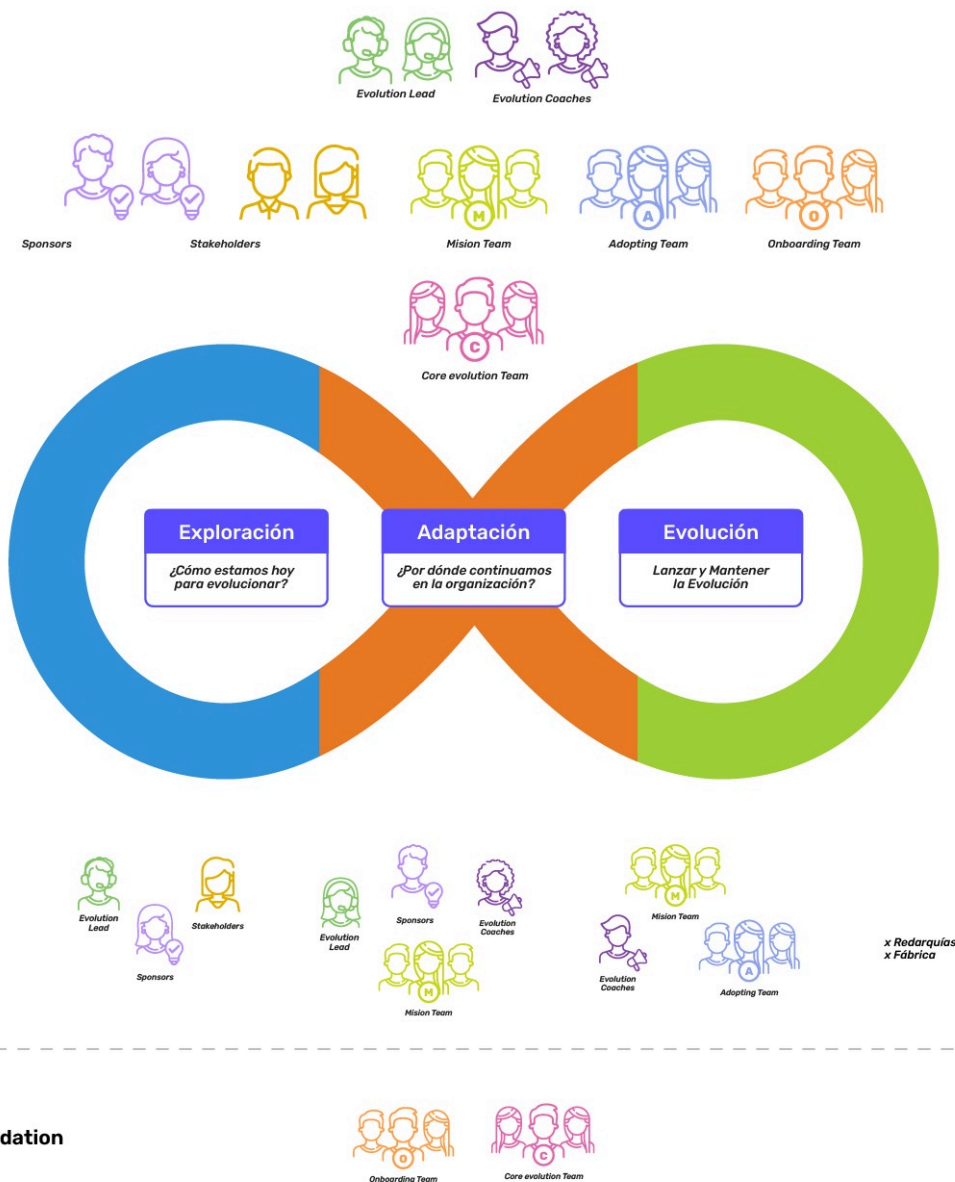 Evolution Lead
Evolution Coaches
Sponsors
Stakeholders
M
A
O
Mision Team
Adopting Team
Onboarding Team
C
Core evolution Team
Exploración
¿Cómo estamos hoy
para evolucionar?
Adaptación
¿Por dónde continuamos
en la organización?
Evolución
Lanzar y Mantener
la Evolución
Evolution
Lead
Stakeholders
Sponsors
Evolution
Lead
Sponsors
Evolution
Coaches
M
Mision Team
M
Mision Team
Evolution
Coaches
A
Adopting Team
x Redarquías
x Fábrica
dation
O
Onboarding Team
C
Core evolution Team